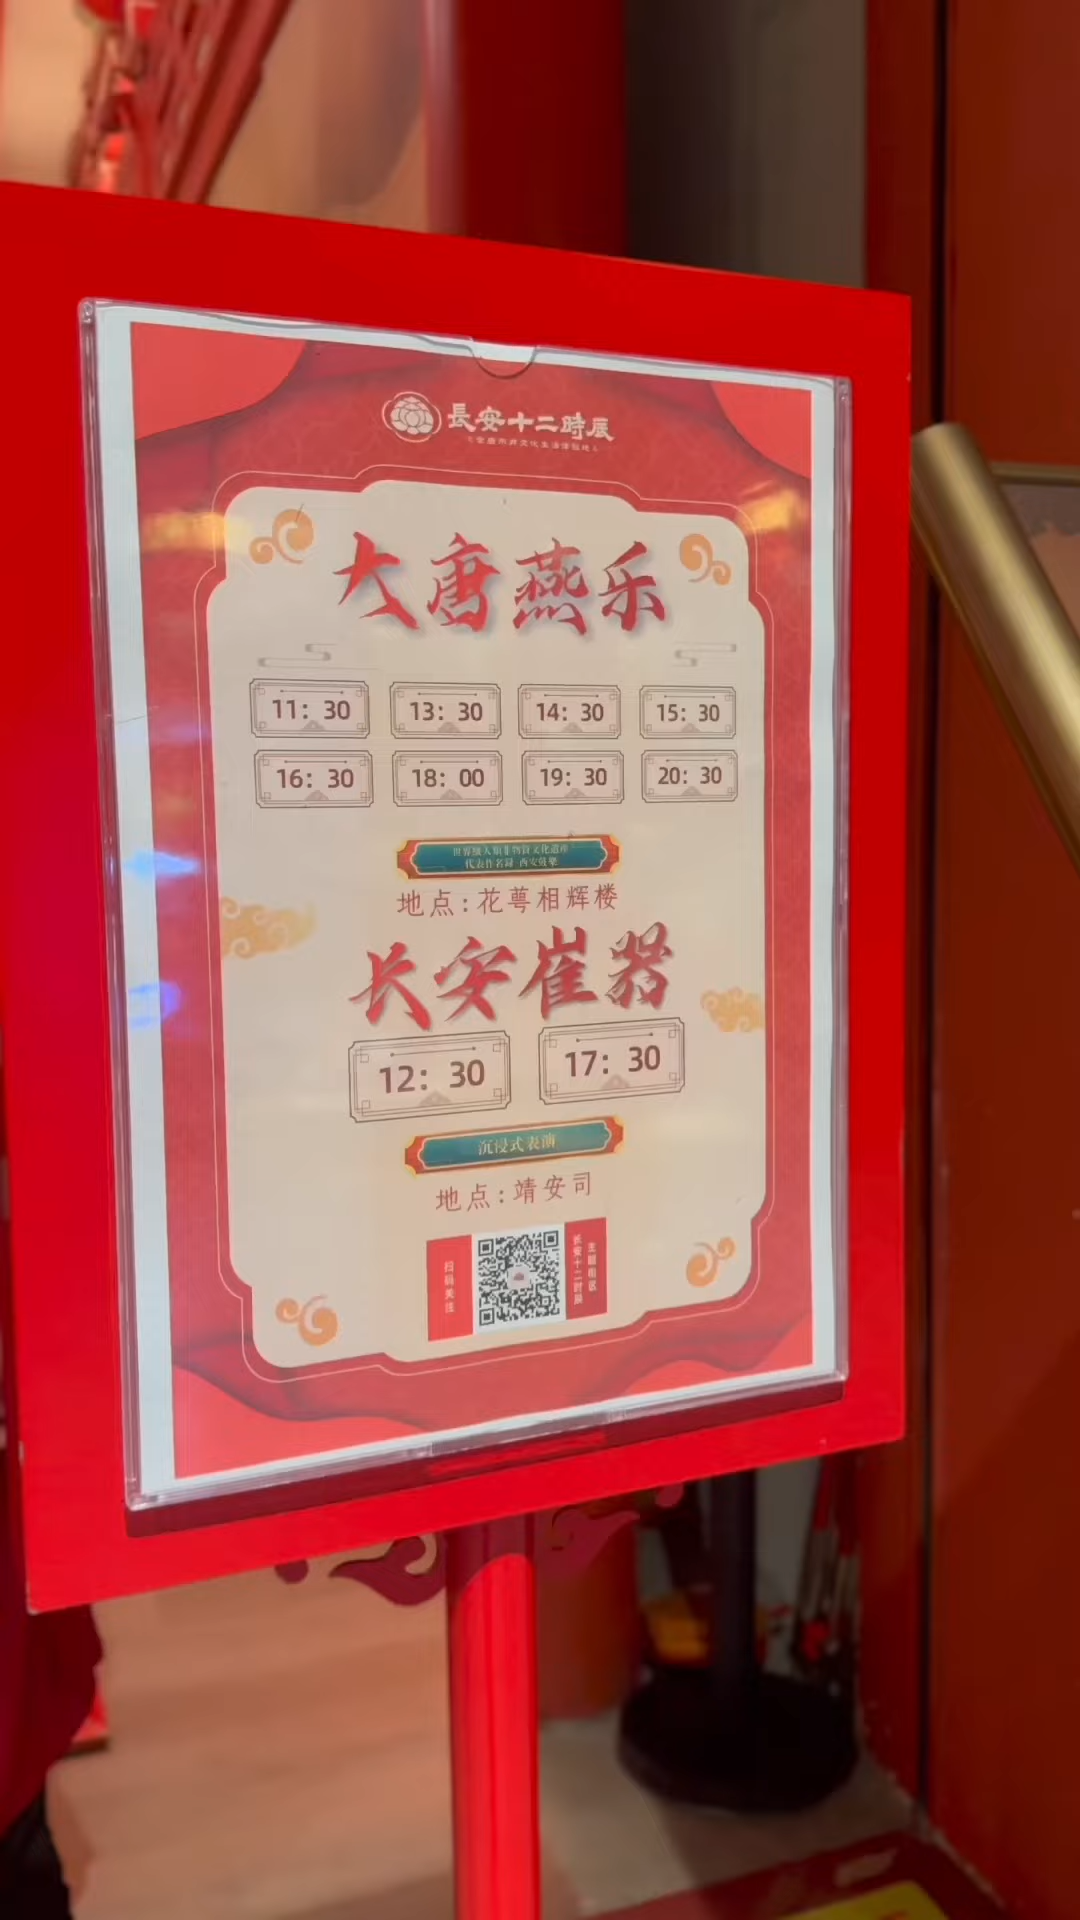 長安十二時辰
大唐燕乐
11：30 13：30 14：30 15：30
16：30 18：00 19：30 20：30
世界级人类非物质文化遗产
代表作名录 西安鼓乐
地点：花萼相辉楼
长安崔器
12：30 17：30
沉浸式表演
地点：靖安司
扫码关注
长安十二时辰
主题街区